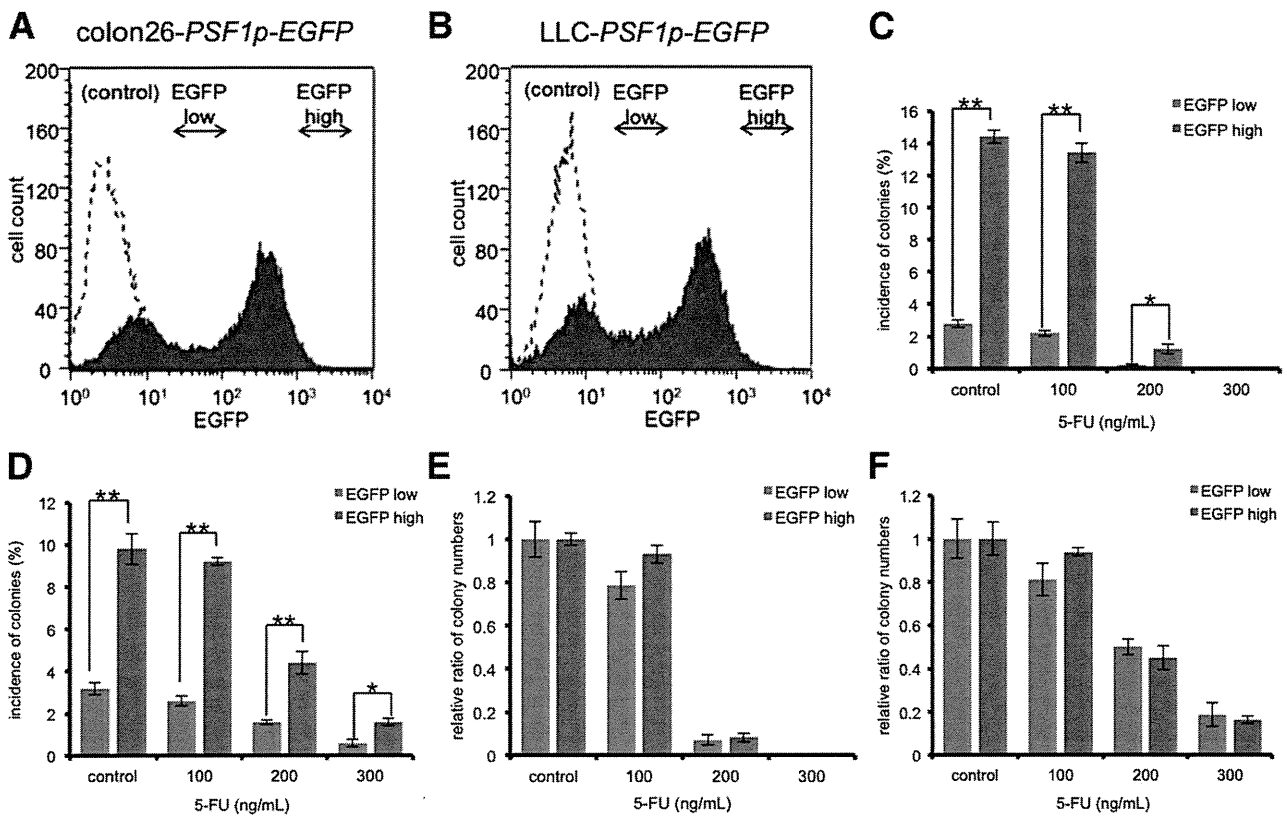 A colon26-PSF1p-EGFP
200
160
120
80
40
0
cell count
(control)
EGFP low
EGFP high
10^0 10^1 10^2 10^3 10^4
EGFP
B LLC-PSF1p-EGFP
200
160
120
80
40
0
cell count
(control)
EGFP low
EGFP high
10^0 10^1 10^2 10^3 10^4
EGFP
C
EGFP low
EGFP high
16
14
12
10
8
6
4
2
0
incidence of colonies (%)
** ** *
control 100 200 300
5-FU (ng/mL)
D
EGFP low
EGFP high
12
10
8
6
4
2
0
incidence of colonies (%)
** ** ** *
control 100 200 300
5-FU (ng/mL)
E
EGFP low
EGFP high
1.2
1
0.8
0.6
0.4
0.2
0
relative ratio of colony numbers
control 100 200 300
5-FU (ng/mL)
F
EGFP low
EGFP high
1.2
1
0.8
0.6
0.4
0.2
0
relative ratio of colony numbers
control 100 200 300
5-FU (ng/mL)